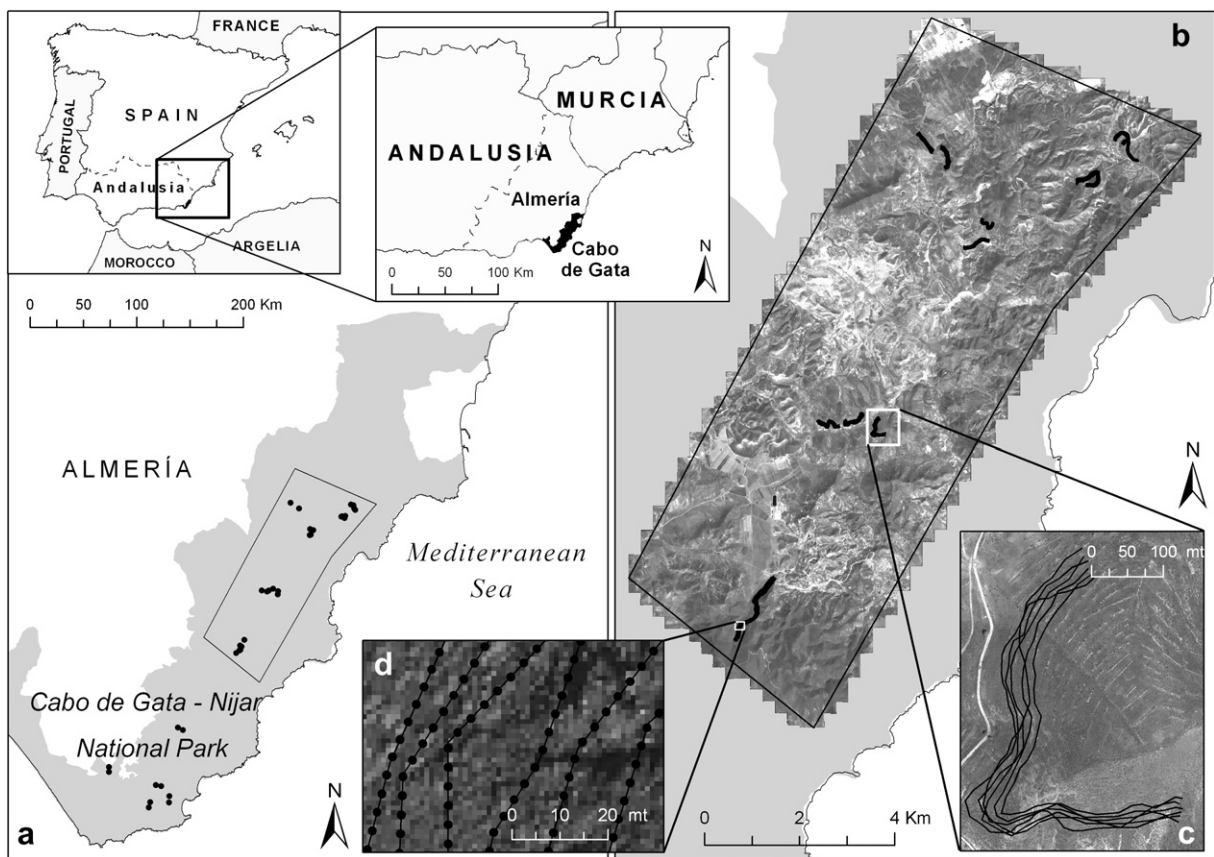 FRANCE
PORTUGAL
SPAIN
Andalusia
MOROCCO
ARGELIA
0 50 100 200 Km
MURCIA
ANDALUSIA
Almería
Cabo
de Gata
0 50 100 Km
N
ALMERÍA
Mediterranean
Sea
Cabo de Gata - Nijar
National Park
N
a
b
N
0 2 4 Km
d
0 10 20 mt
0 50 100 mt
c